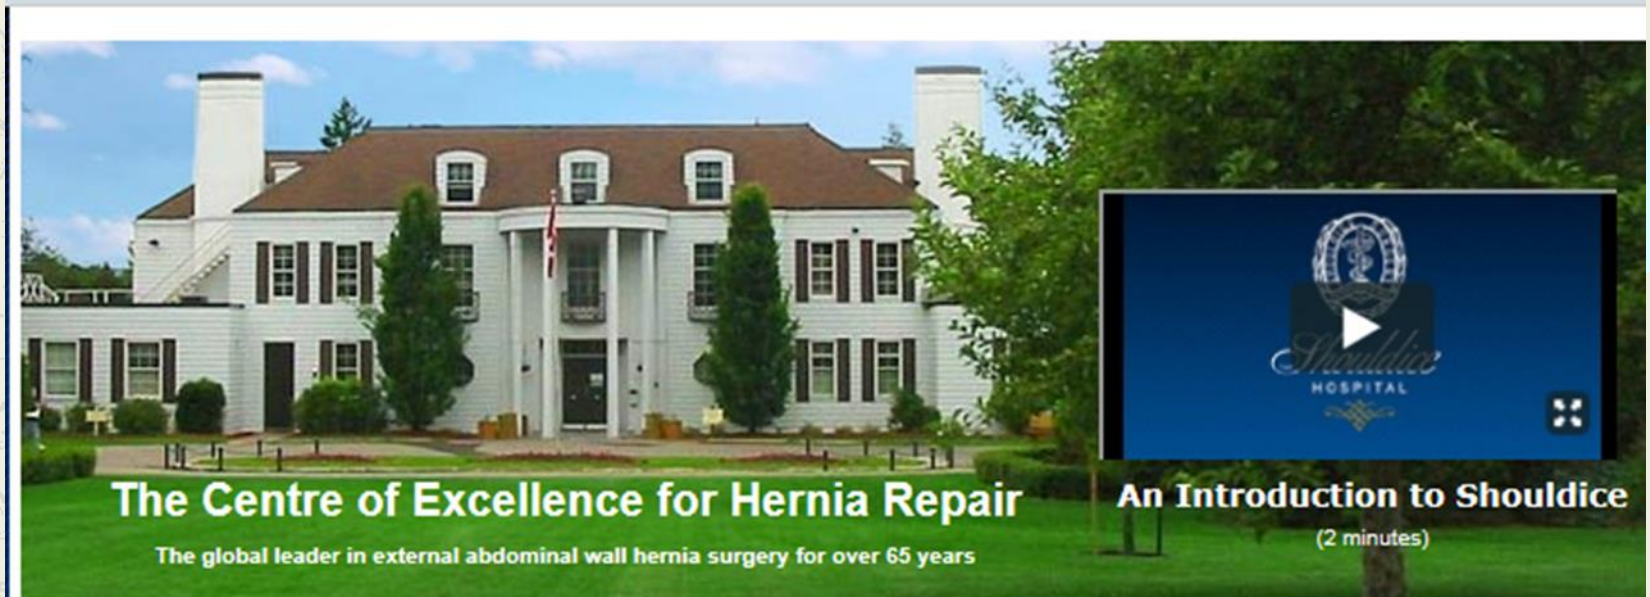 The Centre of Excellence for Hernia Repair
The global leader in external abdominal wall hernia surgery for over 65 years
Shouldice
HOSPITAL
An Introduction to Shouldice
(2 minutes)